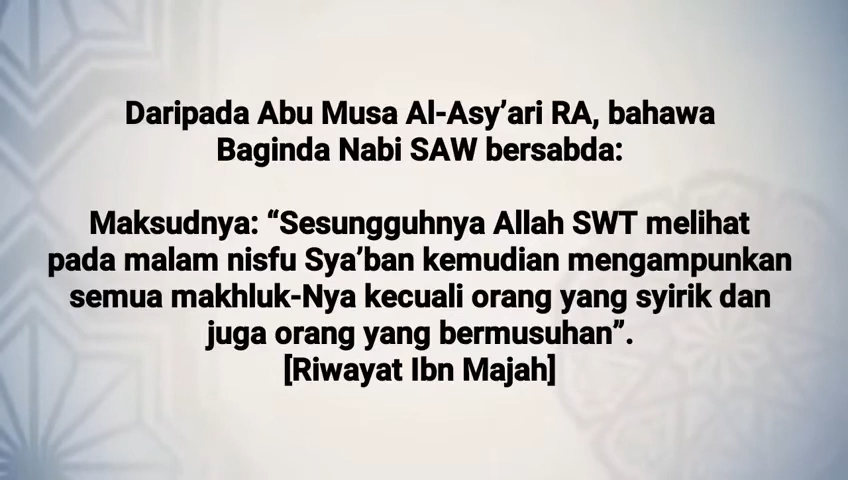 Daripada Abu Musa Al-Asy’ari RA, bahawa
Baginda Nabi SAW bersabda:
Maksudnya: “Sesungguhnya Allah SWT melihat
pada malam nisfu Sya’ban kemudian mengampunkan
semua makhluk-Nya kecuali orang yang syirik dan
juga orang yang bermusuhan”.
[Riwayat Ibn Majah]